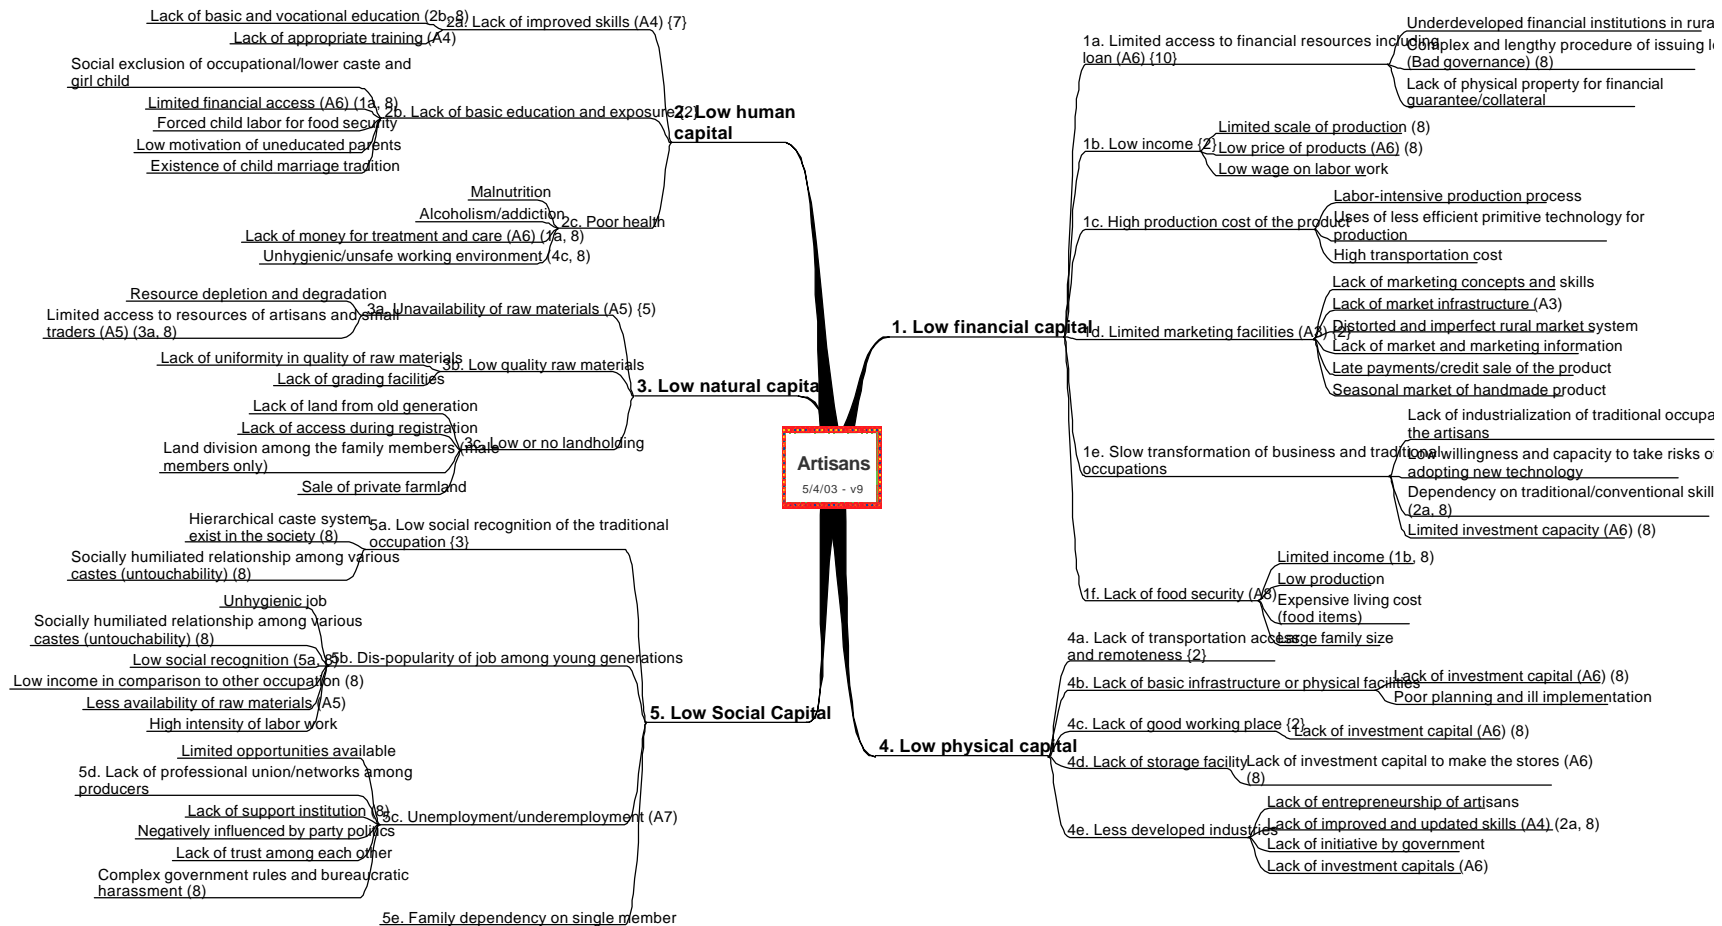 Lack of basic and vocational education (2b, 8)
2a. Lack of improved skills (A4) {7}
Lack of appropriate training (A4)
Social exclusion of occupational/lower caste and
girl child
Limited financial access (A6) (1a, 8)
2b. Lack of basic education and exposure {2}
Forced child labor for food security
Low motivation of uneducated parents
Existence of child marriage tradition
2. Low human
capital
Malnutrition
Alcoholism/addiction
2c. Poor health
Lack of money for treatment and care (A6) (1a, 8)
Unhygienic/unsafe working environment (4c, 8)
Resource depletion and degradation
3a. Unavailability of raw materials (A5) {5}
Limited access to resources of artisans and small
traders (A5) (3a, 8)
Lack of uniformity in quality of raw materials
3b. Low quality raw materials
Lack of grading facilities
3. Low natural capital
Lack of land from old generation
Lack of access during registration
3c. Low or no landholding
Land division among the family members (male
members only)
Sale of private farmland
Hierarchical caste system
exist in the society (8)
5a. Low social recognition of the traditional
occupation {3}
Socially humiliated relationship among various
castes (untouchability) (8)
Unhygienic job
Socially humiliated relationship among various
castes (untouchability) (8)
Low social recognition (5a, 8)
5b. Dis-popularity of job among young generations
Low income in comparison to other occupation (8)
Less availability of raw materials (A5)
High intensity of labor work
5. Low Social Capital
Limited opportunities available
5d. Lack of professional union/networks among
producers
Lack of support institution (8)
5c. Unemployment/underemployment (A7)
Negatively influenced by party politics
Lack of trust among each other
Complex government rules and bureaucratic
harassment (8)
5e. Family dependency on single member
Artisans
5/4/03 - v9
1. Low financial capital
1a. Limited access to financial resources including
loan (A6) {10}
Underdeveloped financial institutions in rura
Complex and lengthy procedure of issuing l
(Bad governance) (8)
Lack of physical property for financial
guarantee/collateral
1b. Low income {2}
Limited scale of production (8)
Low price of products (A6) (8)
Low wage on labor work
1c. High production cost of the product
Labor-intensive production process
Uses of less efficient primitive technology for
production
High transportation cost
1d. Limited marketing facilities (A3) {2}
Lack of marketing concepts and skills
Lack of market infrastructure (A3)
Distorted and imperfect rural market system
Lack of market and marketing information
Late payments/credit sale of the product
Seasonal market of handmade product
1e. Slow transformation of business and traditional
occupations
Lack of industrialization of traditional occupa
the artisans
Low willingness and capacity to take risks o
adopting new technology
Dependency on traditional/conventional skill
(2a, 8)
Limited investment capacity (A6) (8)
1f. Lack of food security (A8)
Limited income (1b, 8)
Low production
Expensive living cost
(food items)
Large family size
4. Low physical capital
4a. Lack of transportation access
and remoteness {2}
4b. Lack of basic infrastructure or physical facilities
Lack of investment capital (A6) (8)
Poor planning and ill implementation
4c. Lack of good working place {2}
Lack of investment capital (A6) (8)
4d. Lack of storage facility
Lack of investment capital to make the stores (A6)
(8)
4e. Less developed industries
Lack of entrepreneurship of artisans
Lack of improved and updated skills (A4) (2a, 8)
Lack of initiative by government
Lack of investment capitals (A6)